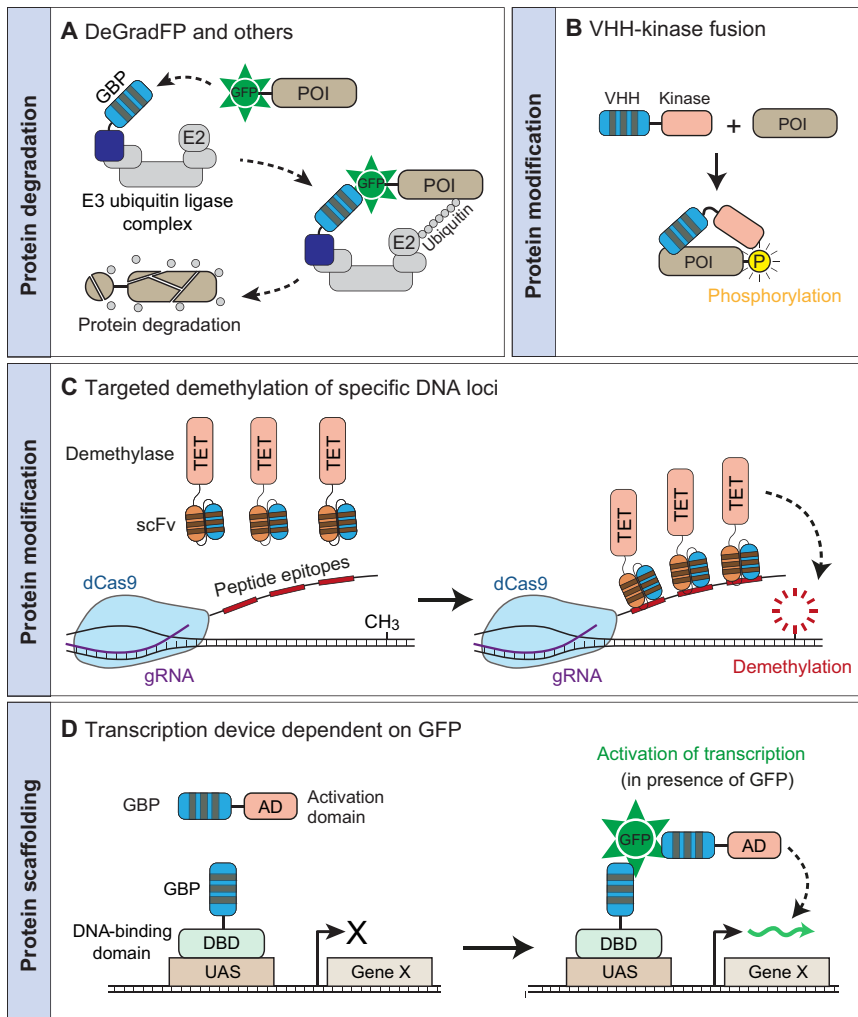 Protein degradation
A DeGradFP and others
GBP
GFP
POI
E2
E3 ubiquitin ligase
complex
GFP
POI
E2
Ubiquitin
Protein degradation
Protein modification
B VHH-kinase fusion
VHH Kinase
+
POI
POI
P
Phosphorylation
Protein modification
C Targeted demethylation of specific DNA loci
Demethylase
TET
TET
TET
scFv
dCas9
Peptide epitopes
CH3
gRNA
TET
TET
TET
dCas9
gRNA
Demethylation
Protein scaffolding
D Transcription device dependent on GFP
GBP
AD
Activation
domain
GBP
DNA-binding
domain
DBD
UAS
X
Gene X
Activation of transcription
(in presence of GFP)
GFP
AD
DBD
UAS
Gene X